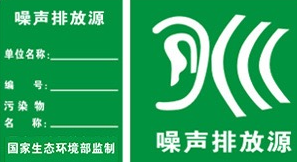 噪声排放源
单位名称:
编 号:
污 染 物
名 称:
国家生态环境部监制
噪声排放源